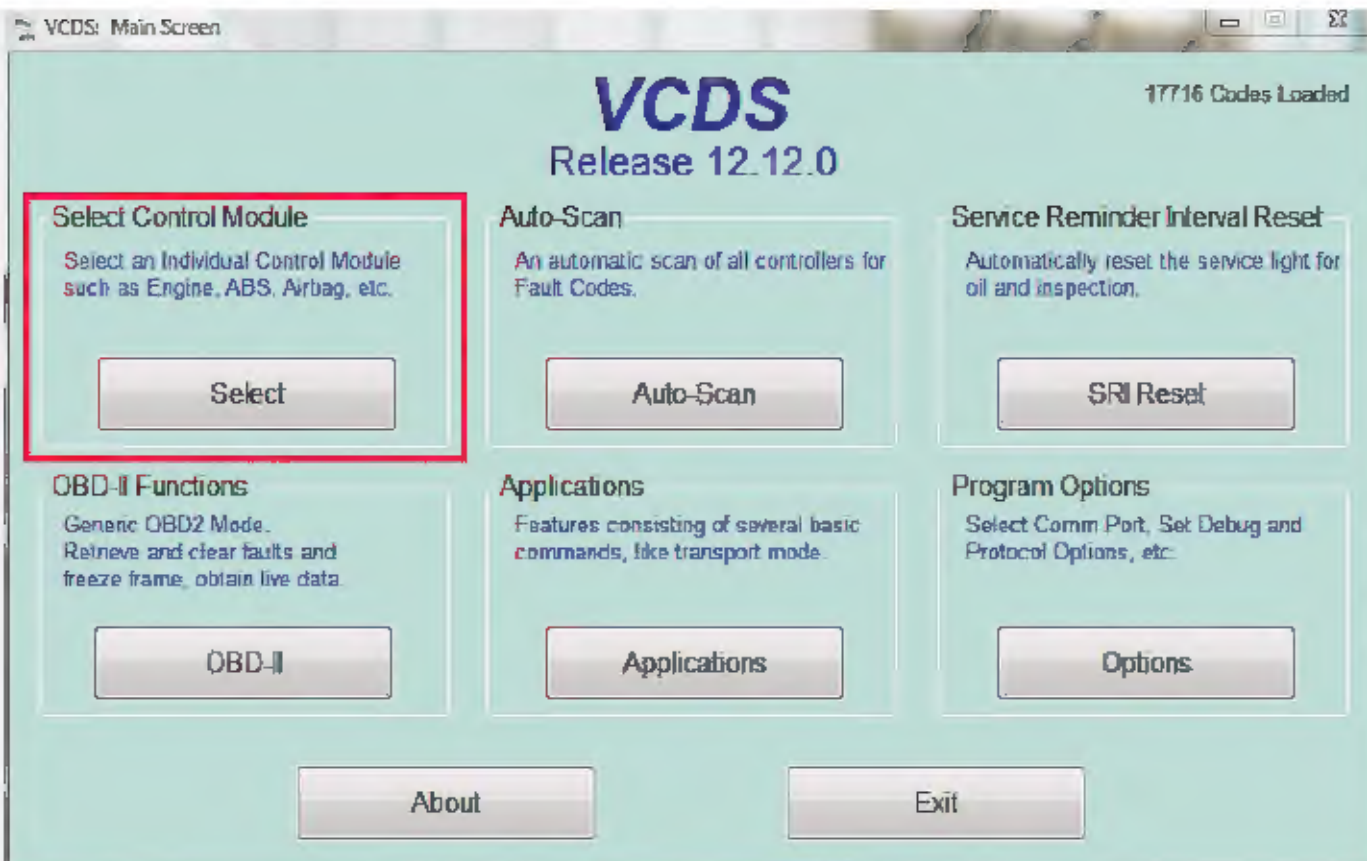 VCDS: Main Screen
VCDS
17716 Codes Loaded
Release 12.12.0
Select Control Module
Select an Individual Control Module
such as Engine, ABS, Airbag, etc.
Select
Auto-Scan
An automatic scan of all controllers for
Fault Codes.
Auto-Scan
Service Reminder Interval Reset
Automatically reset the service light for
oil and inspection.
SRI Reset
OBD-II Functions
Generic OBD2 Mode.
Retrieve and clear faults and
freeze frame, obtain live data.
OBD-II
Applications
Features consisting of several basic
commands, like transport mode.
Applications
Program Options
Select Comm Port, Set Debug and
Protocol Options, etc.
Options
About
Exit